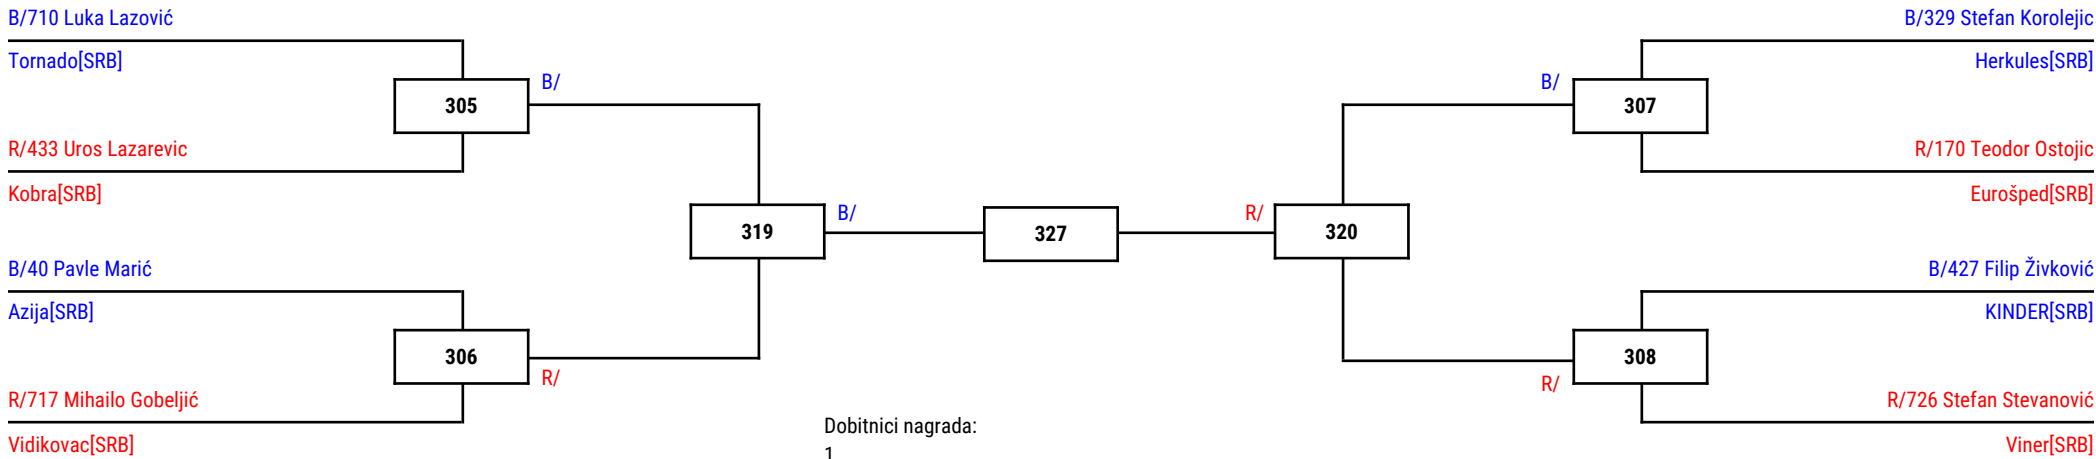 B/710 Luka Lazović
Tornado[SRB]
305
B/
R/433 Uros Lazarevic
Kobra[SRB]
319
B/
B/40 Pavle Marić
Azija[SRB]
306
R/
R/717 Mihailo Gobeljić
Vidikovac[SRB]
327
B/329 Stefan Korolejic
Herkules[SRB]
B/
307
R/170 Teodor Ostojic
Eurošped[SRB]
R/
320
B/427 Filip Živković
KINDER[SRB]
308
R/
R/726 Stefan Stevanović
Viner[SRB]
Dobitnici nagrada:
1